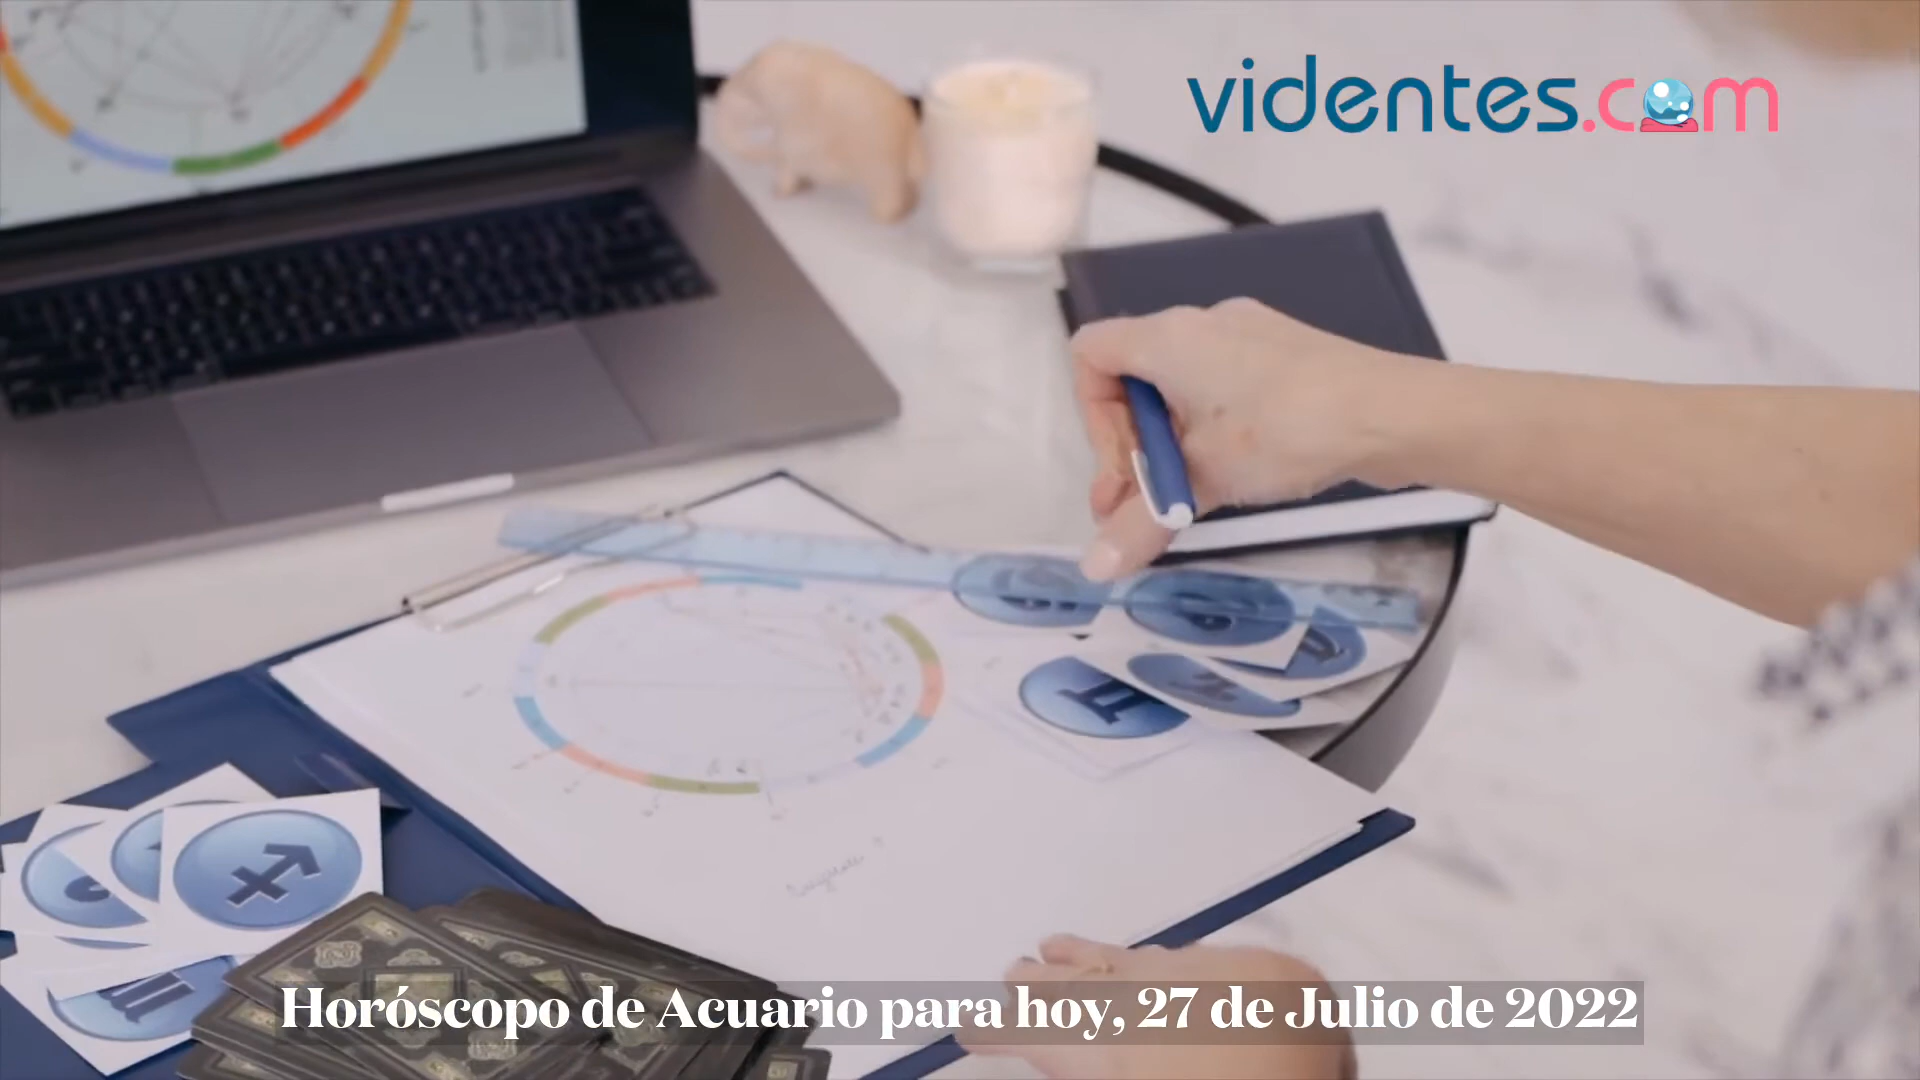 videntes.com
Horóscopo de Acuario para hoy, 27 de Julio de 2022